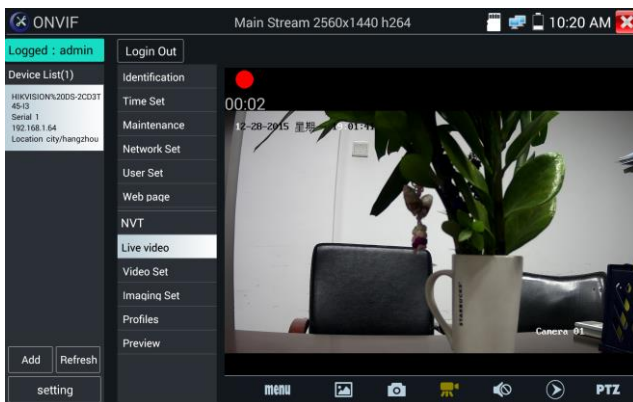 ONVIF
Main Stream 2560x1440 h264
10:20 AM
Logged : admin
Login Out
Device List(1)
HIKVISION%20DS-2CD3T
45-I3
Serial 1
192.168.1.64
Location city/hangzhou
Add
Refresh
setting
Identification
Time Set
Maintenance
Network Set
User Set
Web page
NVT
Live video
Video Set
Imaging Set
Profiles
Preview
00:02
12-28-2015 星期
STARBUCKS
Camera 01
menu
PTZ